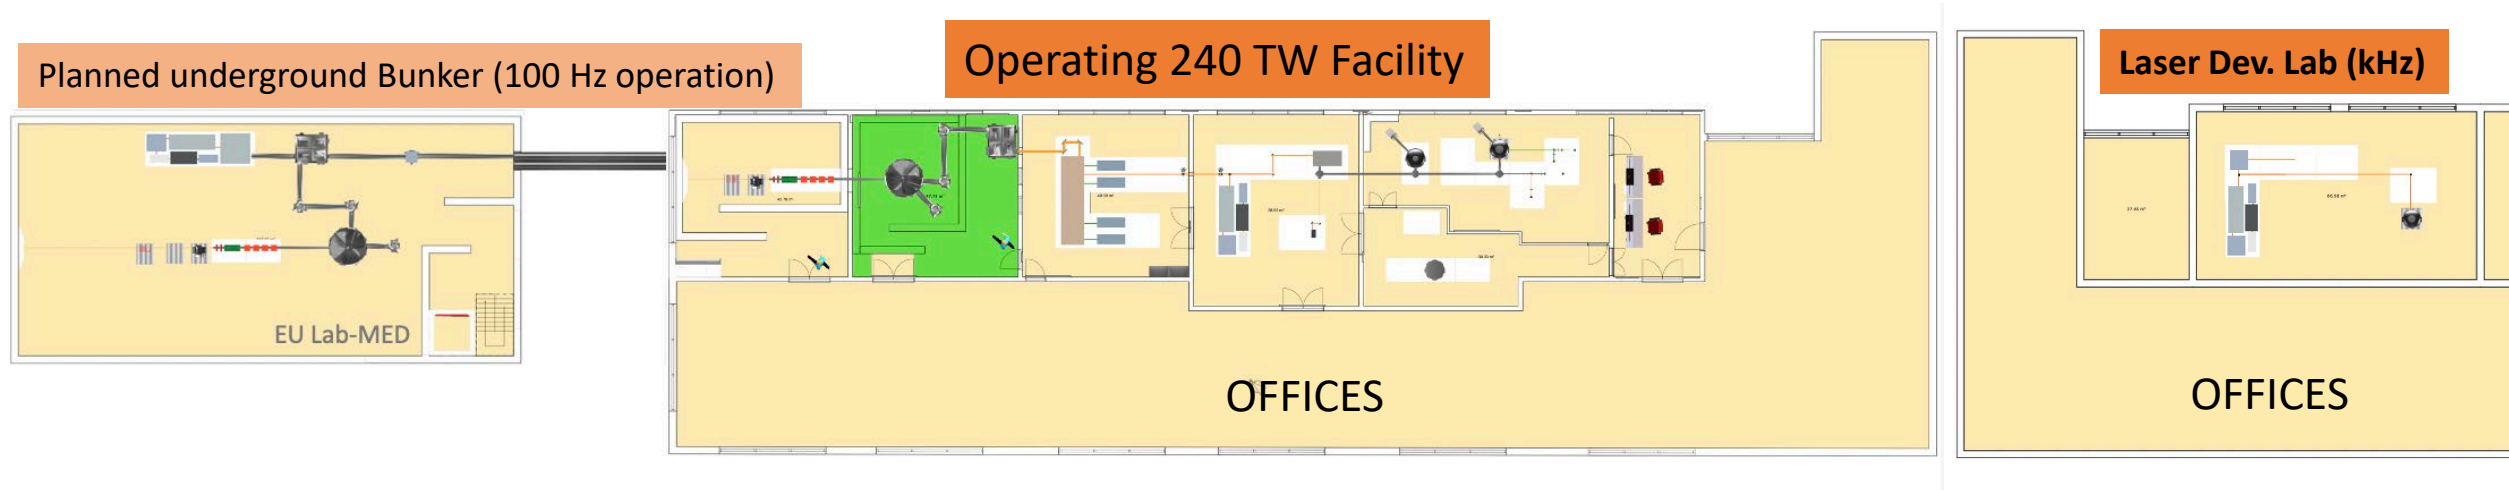 Planned underground Bunker (100 Hz operation)
Operating 240 TW Facility
Laser Dev. Lab (kHz)
EU Lab-MED
OFFICES
OFFICES